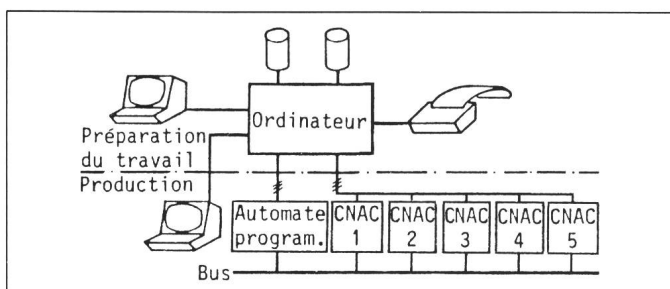 Ordinateur
Préparation
du travail
Production
Automate
program.
CNAC
1
CNAC
2
CNAC
3
CNAC
4
CNAC
5
Bus